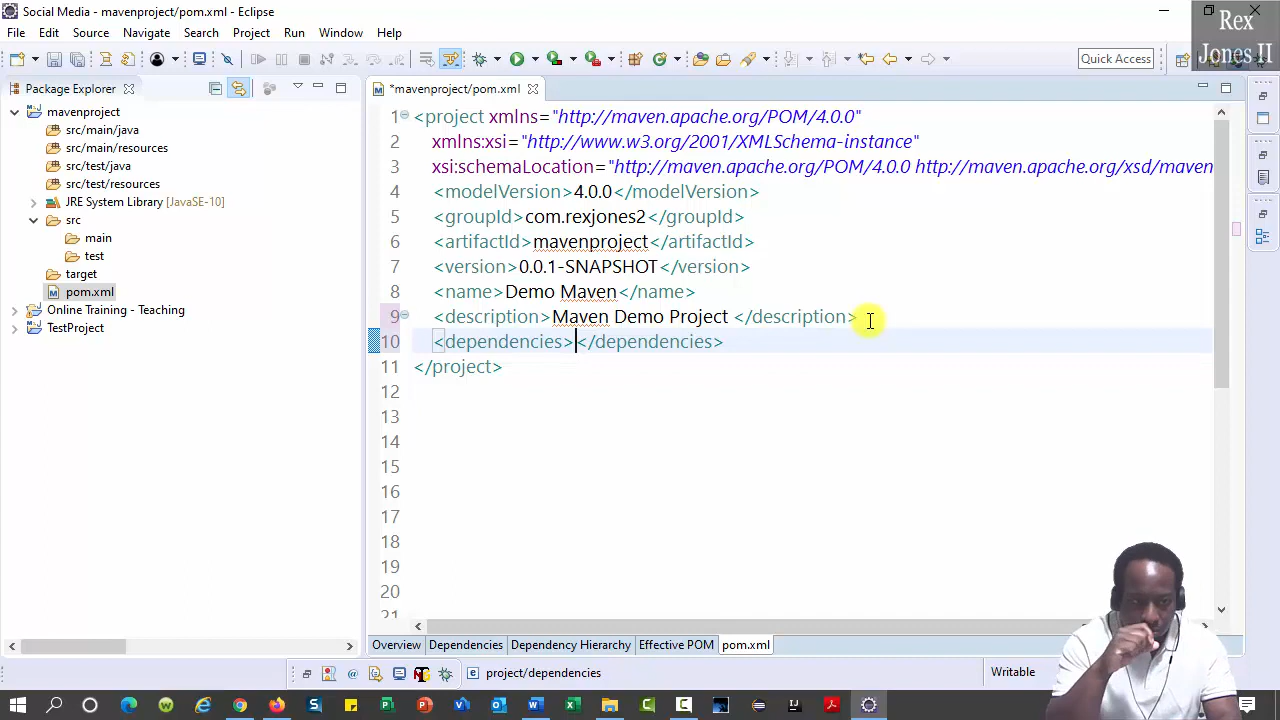 Social Media - mavenproject/pom.xml - Eclipse
Rex
Jones II
File Edit Source Navigate Search Project Run Window Help
Quick Access
Package Explorer
*mavenproject/pom.xml
mavenproject
src/main/java
src/main/resources
src/test/java
src/test/resources
JRE System Library [JavaSE-10]
src
main
test
target
pom.xml
Online Training - Teaching
TestProject
1 <project xmlns="http://maven.apache.org/POM/4.0.0"
2 xmlns:xsi="http://www.w3.org/2001/XMLSchema-instance"
3 xsi:schemaLocation="http://maven.apache.org/POM/4.0.0 http://maven.apache.org/xsd/maven
4 <modelVersion>4.0.0</modelVersion>
5 <groupId>com.rexjones2</groupId>
6 <artifactId>mavenproject</artifactId>
7 <version>0.0.1-SNAPSHOT</version>
8 <name>Demo Maven</name>
9 <description>Maven Demo Project </description>
10 <dependencies></dependencies>
11 </project>
12
13
14
15
16
17
18
19
20
21
Overview Dependencies Dependency Hierarchy Effective POM pom.xml
project/dependencies
Writable